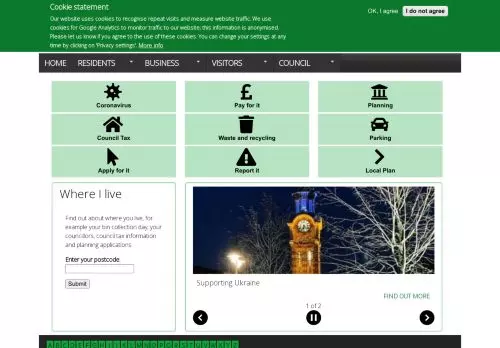 Cookie statement
Our website uses cookies to recognise repeat visits and measure website traffic. We use
cookies for Google Analytics to monitor traffic to our website; this information is anonymised.
Please let us know if you agree to the use of these cookies. You can change your settings at any
time by clicking on 'Privacy settings'. More info
OK, I agree
I do not agree
HOME RESIDENTS BUSINESS VISITORS COUNCIL
Coronavirus
Pay for it
Planning
Council Tax
Waste and recycling
Parking
Apply for it
Report it
Local Plan
Where I live
Find out about where you live, for
example your bin collection day, your
councillors, council tax information
and planning applications
Enter your postcode
Submit
Supporting Ukraine
FIND OUT MORE
1 of 2
A B C D E F G H I J K L M N O P Q R S T U V W X Y Z